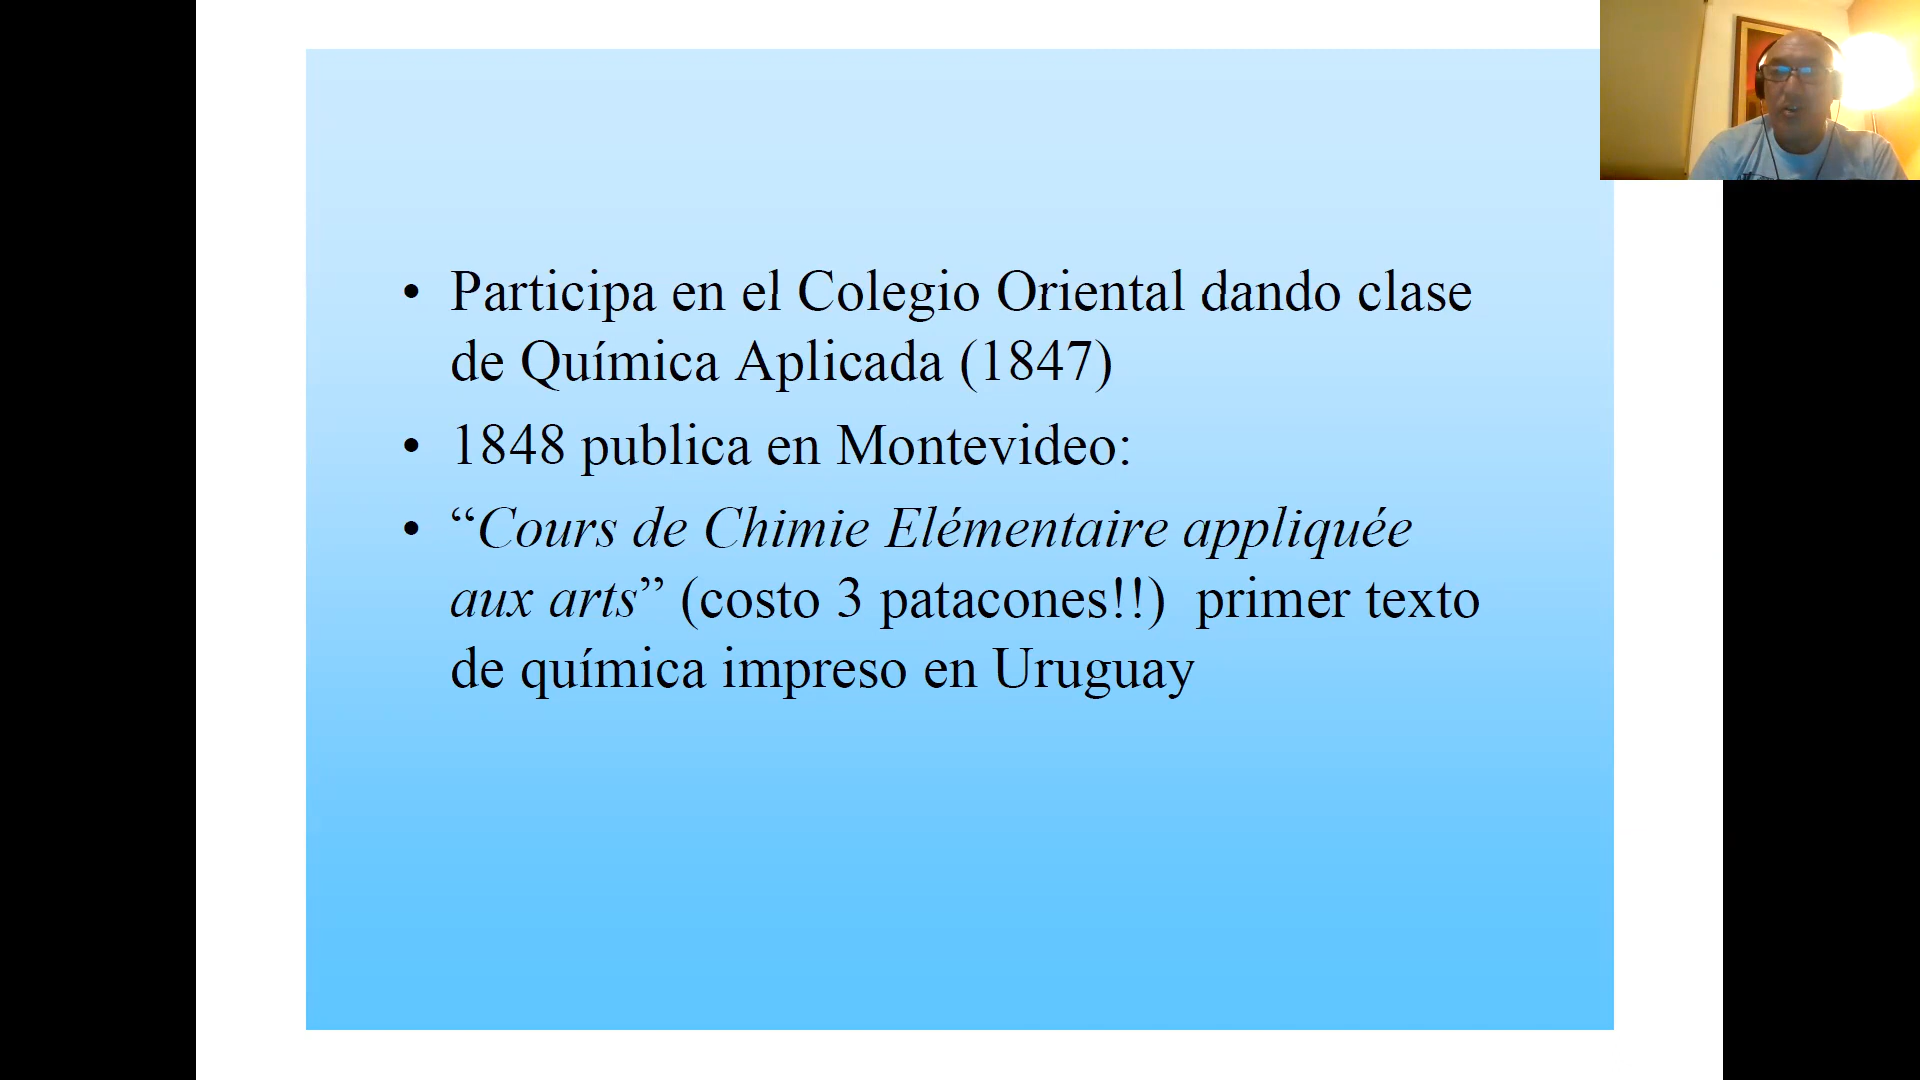 • Participa en el Colegio Oriental dando clase
de Química Aplicada (1847)
• 1848 publica en Montevideo:
• “Cours de Chimie Elémentaire appliquée
aux arts” (costo 3 patacones!!)  primer texto
de química impreso en Uruguay